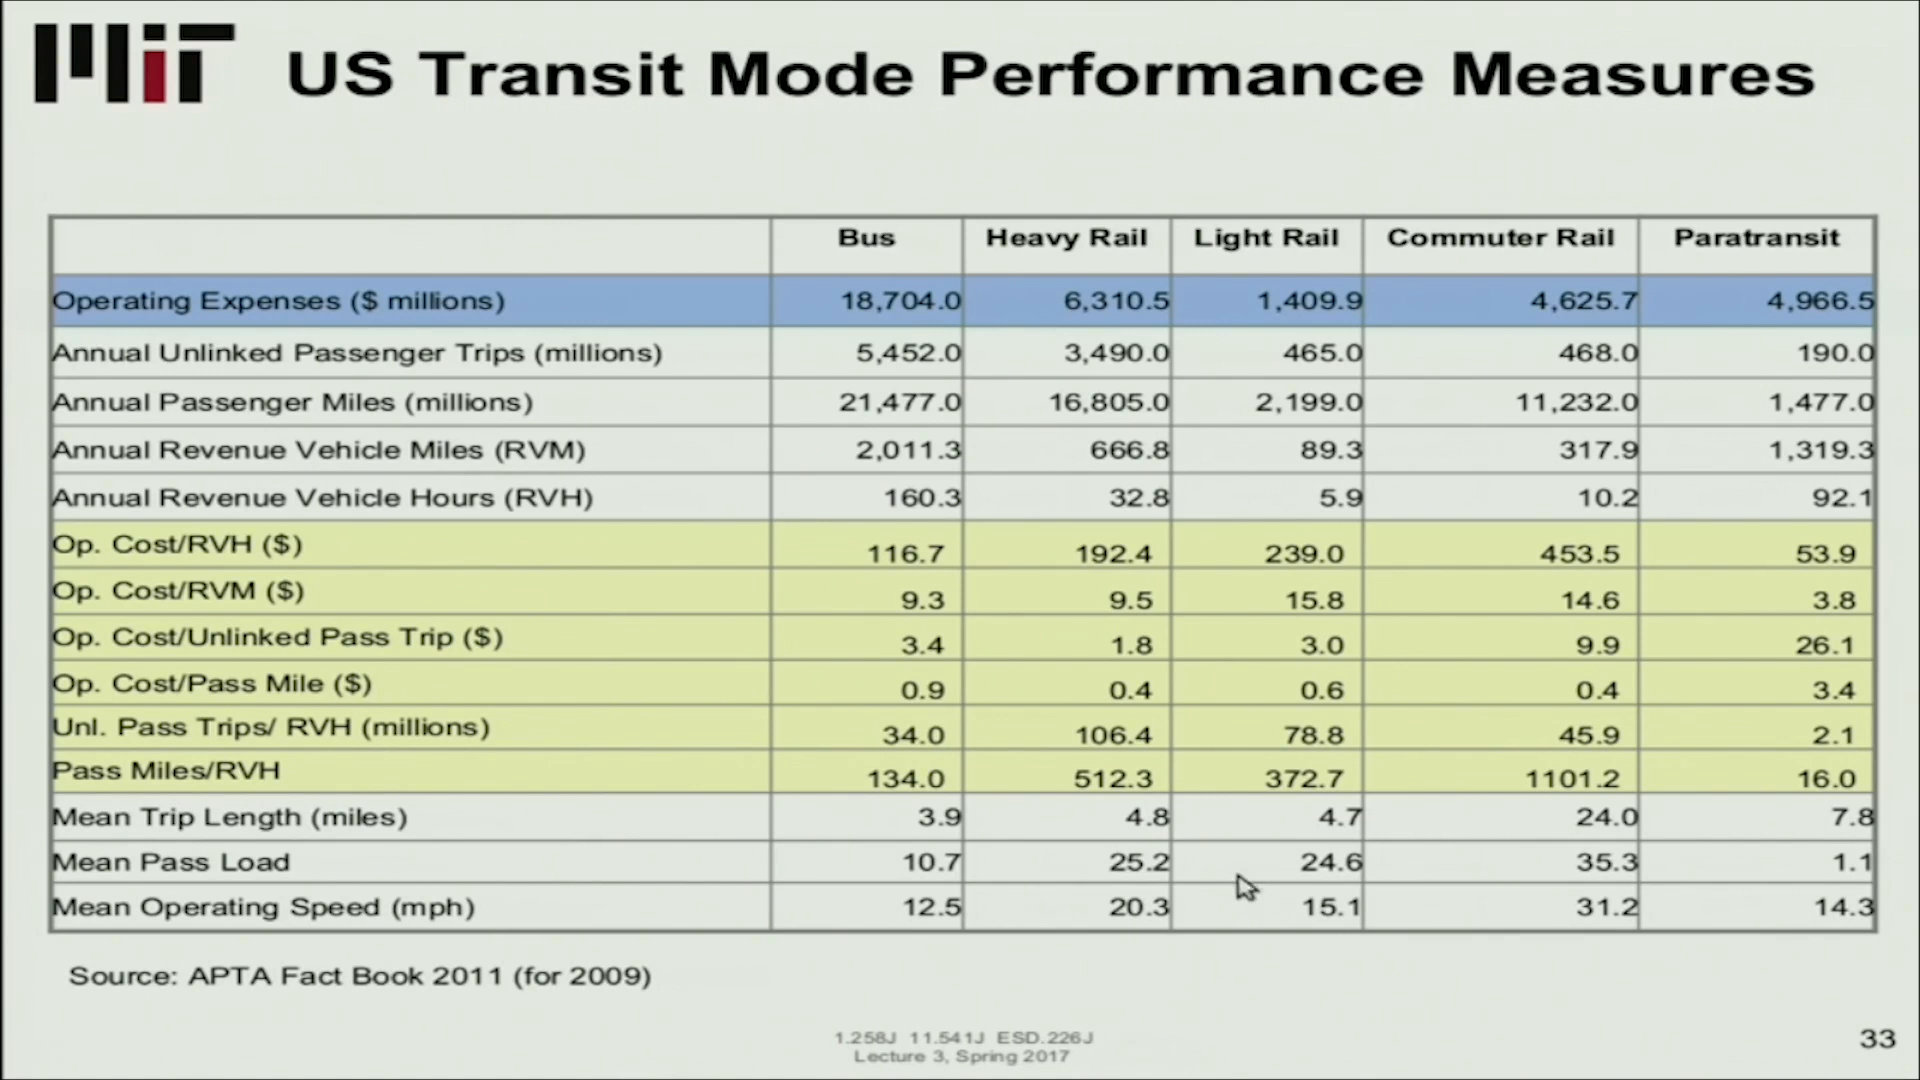 MIT
US Transit Mode Performance Measures
Bus Heavy Rail Light Rail Commuter Rail Paratransit
Operating Expenses ($ millions) 18,704.0 6,310.5 1,409.9 4,625.7 4,966.5
Annual Unlinked Passenger Trips (millions) 5,452.0 3,490.0 465.0 468.0 190.0
Annual Passenger Miles (millions) 21,477.0 16,805.0 2,199.0 11,232.0 1,477.0
Annual Revenue Vehicle Miles (RVM) 2,011.3 666.8 89.3 317.9 1,319.3
Annual Revenue Vehicle Hours (RVH) 160.3 32.8 5.9 10.2 92.1
Op. Cost/RVH ($) 116.7 192.4 239.0 453.5 53.9
Op. Cost/RVM ($) 9.3 9.5 15.8 14.6 3.8
Op. Cost/Unlinked Pass Trip ($) 3.4 1.8 3.0 9.9 26.1
Op. Cost/Pass Mile ($) 0.9 0.4 0.6 0.4 3.4
Unl. Pass Trips/ RVH (millions) 34.0 106.4 78.8 45.9 2.1
Pass Miles/RVH 134.0 512.3 372.7 1101.2 16.0
Mean Trip Length (miles) 3.9 4.8 4.7 24.0 7.8
Mean Pass Load 10.7 25.2 24.6 35.3 1.1
Mean Operating Speed (mph) 12.5 20.3 15.1 31.2 14.3
Source: APTA Fact Book 2011 (for 2009)
1.258J 11.541J ESD.226J
Lecture 3, Spring 2017
33